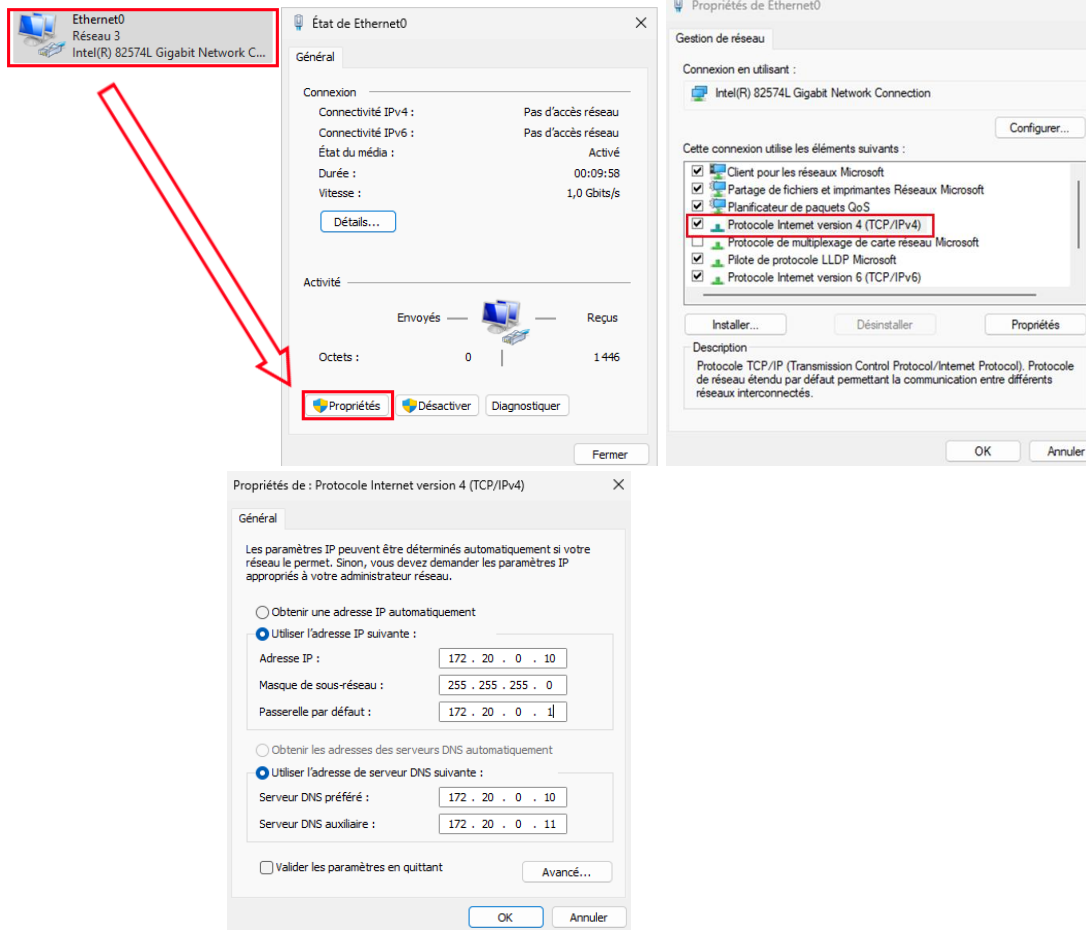 Ethernet0
Réseau 3
Intel(R) 82574L Gigabit Network C...
État de Ethernet0
Général
Connexion
Connectivité IPv4 : Pas d'accès réseau
Connectivité IPv6 : Pas d'accès réseau
État du média : Activé
Durée : 00:09:58
Vitesse : 1,0 Gbits/s
Détails...
Activité
Envoyés — — Reçus
Octets : 0 1 446
Propriétés Désactiver Diagnostiquer
Fermer
Propriétés de Ethernet0
Gestion de réseau
Connexion en utilisant :
Intel(R) 82574L Gigabit Network Connection
Configurer...
Cette connexion utilise les éléments suivants :
Client pour les réseaux Microsoft
Partage de fichiers et imprimantes Réseaux Microsoft
Planificateur de paquets QoS
Protocole Internet version 4 (TCP/IPv4)
Protocole de multiplexage de carte réseau Microsoft
Pilote de protocole LLDP Microsoft
Protocole Internet version 6 (TCP/IPv6)
Installer... Désinstaller Propriétés
Description
Protocole TCP/IP (Transmission Control Protocol/Internet Protocol). Protocole
de réseau étendu par défaut permettant la communication entre différents
réseaux interconnectés.
OK Annuler
Propriétés de : Protocole Internet version 4 (TCP/IPv4)
Général
Les paramètres IP peuvent être déterminés automatiquement si votre
réseau le permet. Sinon, vous devez demander les paramètres IP
appropriés à votre administrateur réseau.
Obtenir une adresse IP automatiquement
Utiliser l'adresse IP suivante :
Adresse IP : 172 . 20 . 0 . 10
Masque de sous-réseau : 255 . 255 . 255 . 0
Passerelle par défaut : 172 . 20 . 0 . 1
Obtenir les adresses des serveurs DNS automatiquement
Utiliser l'adresse de serveur DNS suivante :
Serveur DNS préféré : 172 . 20 . 0 . 10
Serveur DNS auxiliaire : 172 . 20 . 0 . 11
Valider les paramètres en quittant
Avancé...
OK Annuler